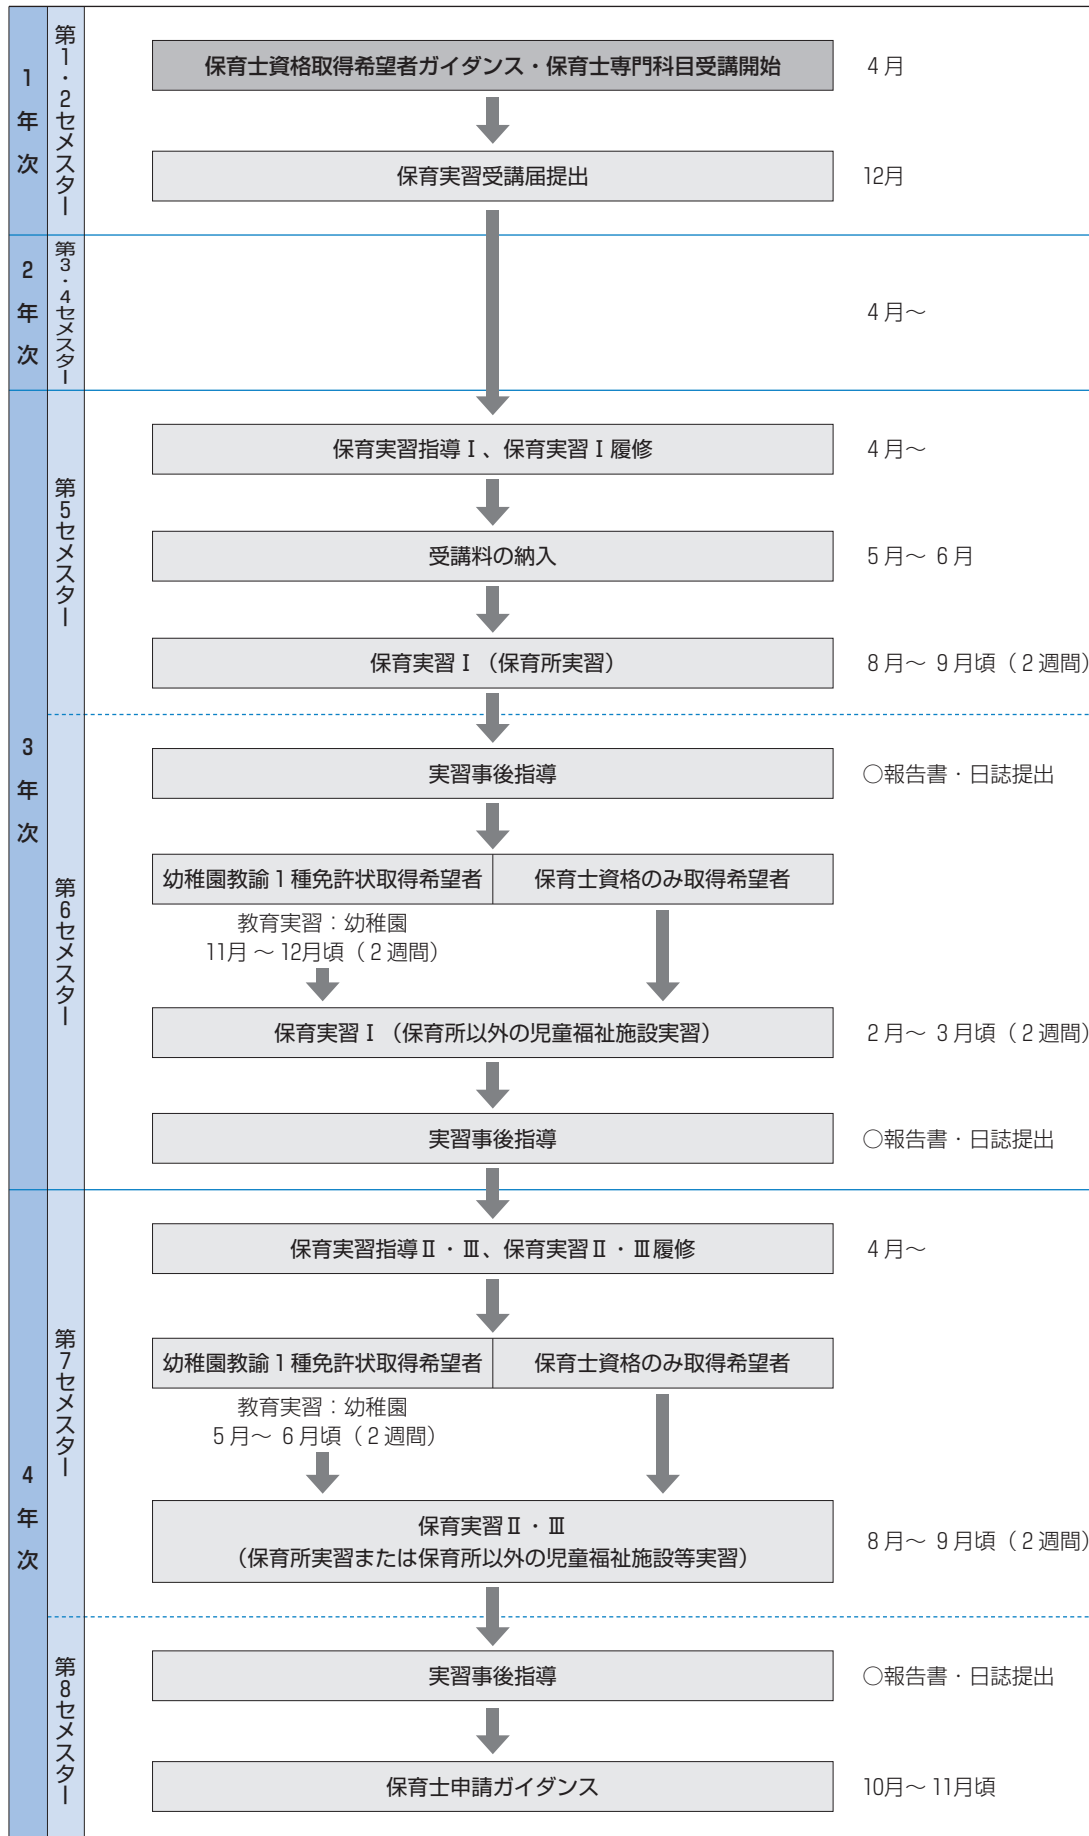 1年次
第1・2セメスター
保育士資格取得希望者ガイダンス・保育士専門科目受講開始
4月
保育実習受講届提出
12月
2年次
第3・4セメスター
4月〜
3年次
第5セメスター
保育実習指導Ⅰ、保育実習Ⅰ履修
4月〜
受講料の納入
5月〜6月
保育実習Ⅰ（保育所実習）
8月〜9月頃（2週間）
第6セメスター
実習事後指導
○報告書・日誌提出
幼稚園教諭1種免許状取得希望者
保育士資格のみ取得希望者
教育実習：幼稚園
11月〜12月頃（2週間）
保育実習Ⅰ（保育所以外の児童福祉施設実習）
2月〜3月頃（2週間）
実習事後指導
○報告書・日誌提出
4年次
第7セメスター
保育実習指導Ⅱ・Ⅲ、保育実習Ⅱ・Ⅲ履修
4月〜
幼稚園教諭1種免許状取得希望者
保育士資格のみ取得希望者
教育実習：幼稚園
5月〜6月頃（2週間）
保育実習Ⅱ・Ⅲ
（保育所実習または保育所以外の児童福祉施設等実習）
8月〜9月頃（2週間）
第8セメスター
実習事後指導
○報告書・日誌提出
保育士申請ガイダンス
10月〜11月頃